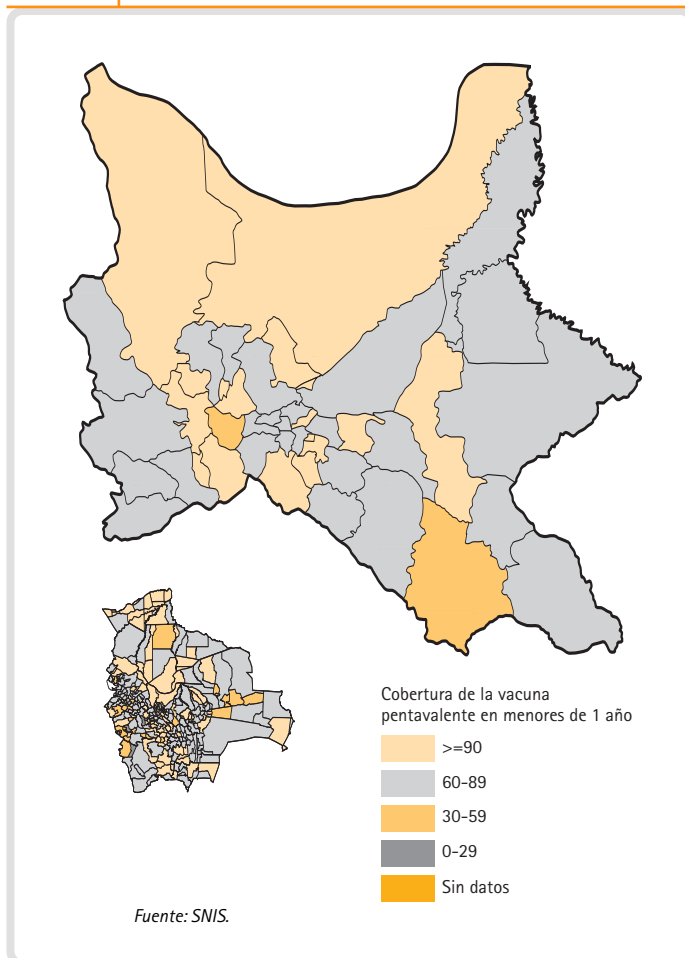 Cobertura de la vacuna
pentavalente en menores de 1 año
>=90
60-89
30-59
0-29
Sin datos
Fuente: SNIS.